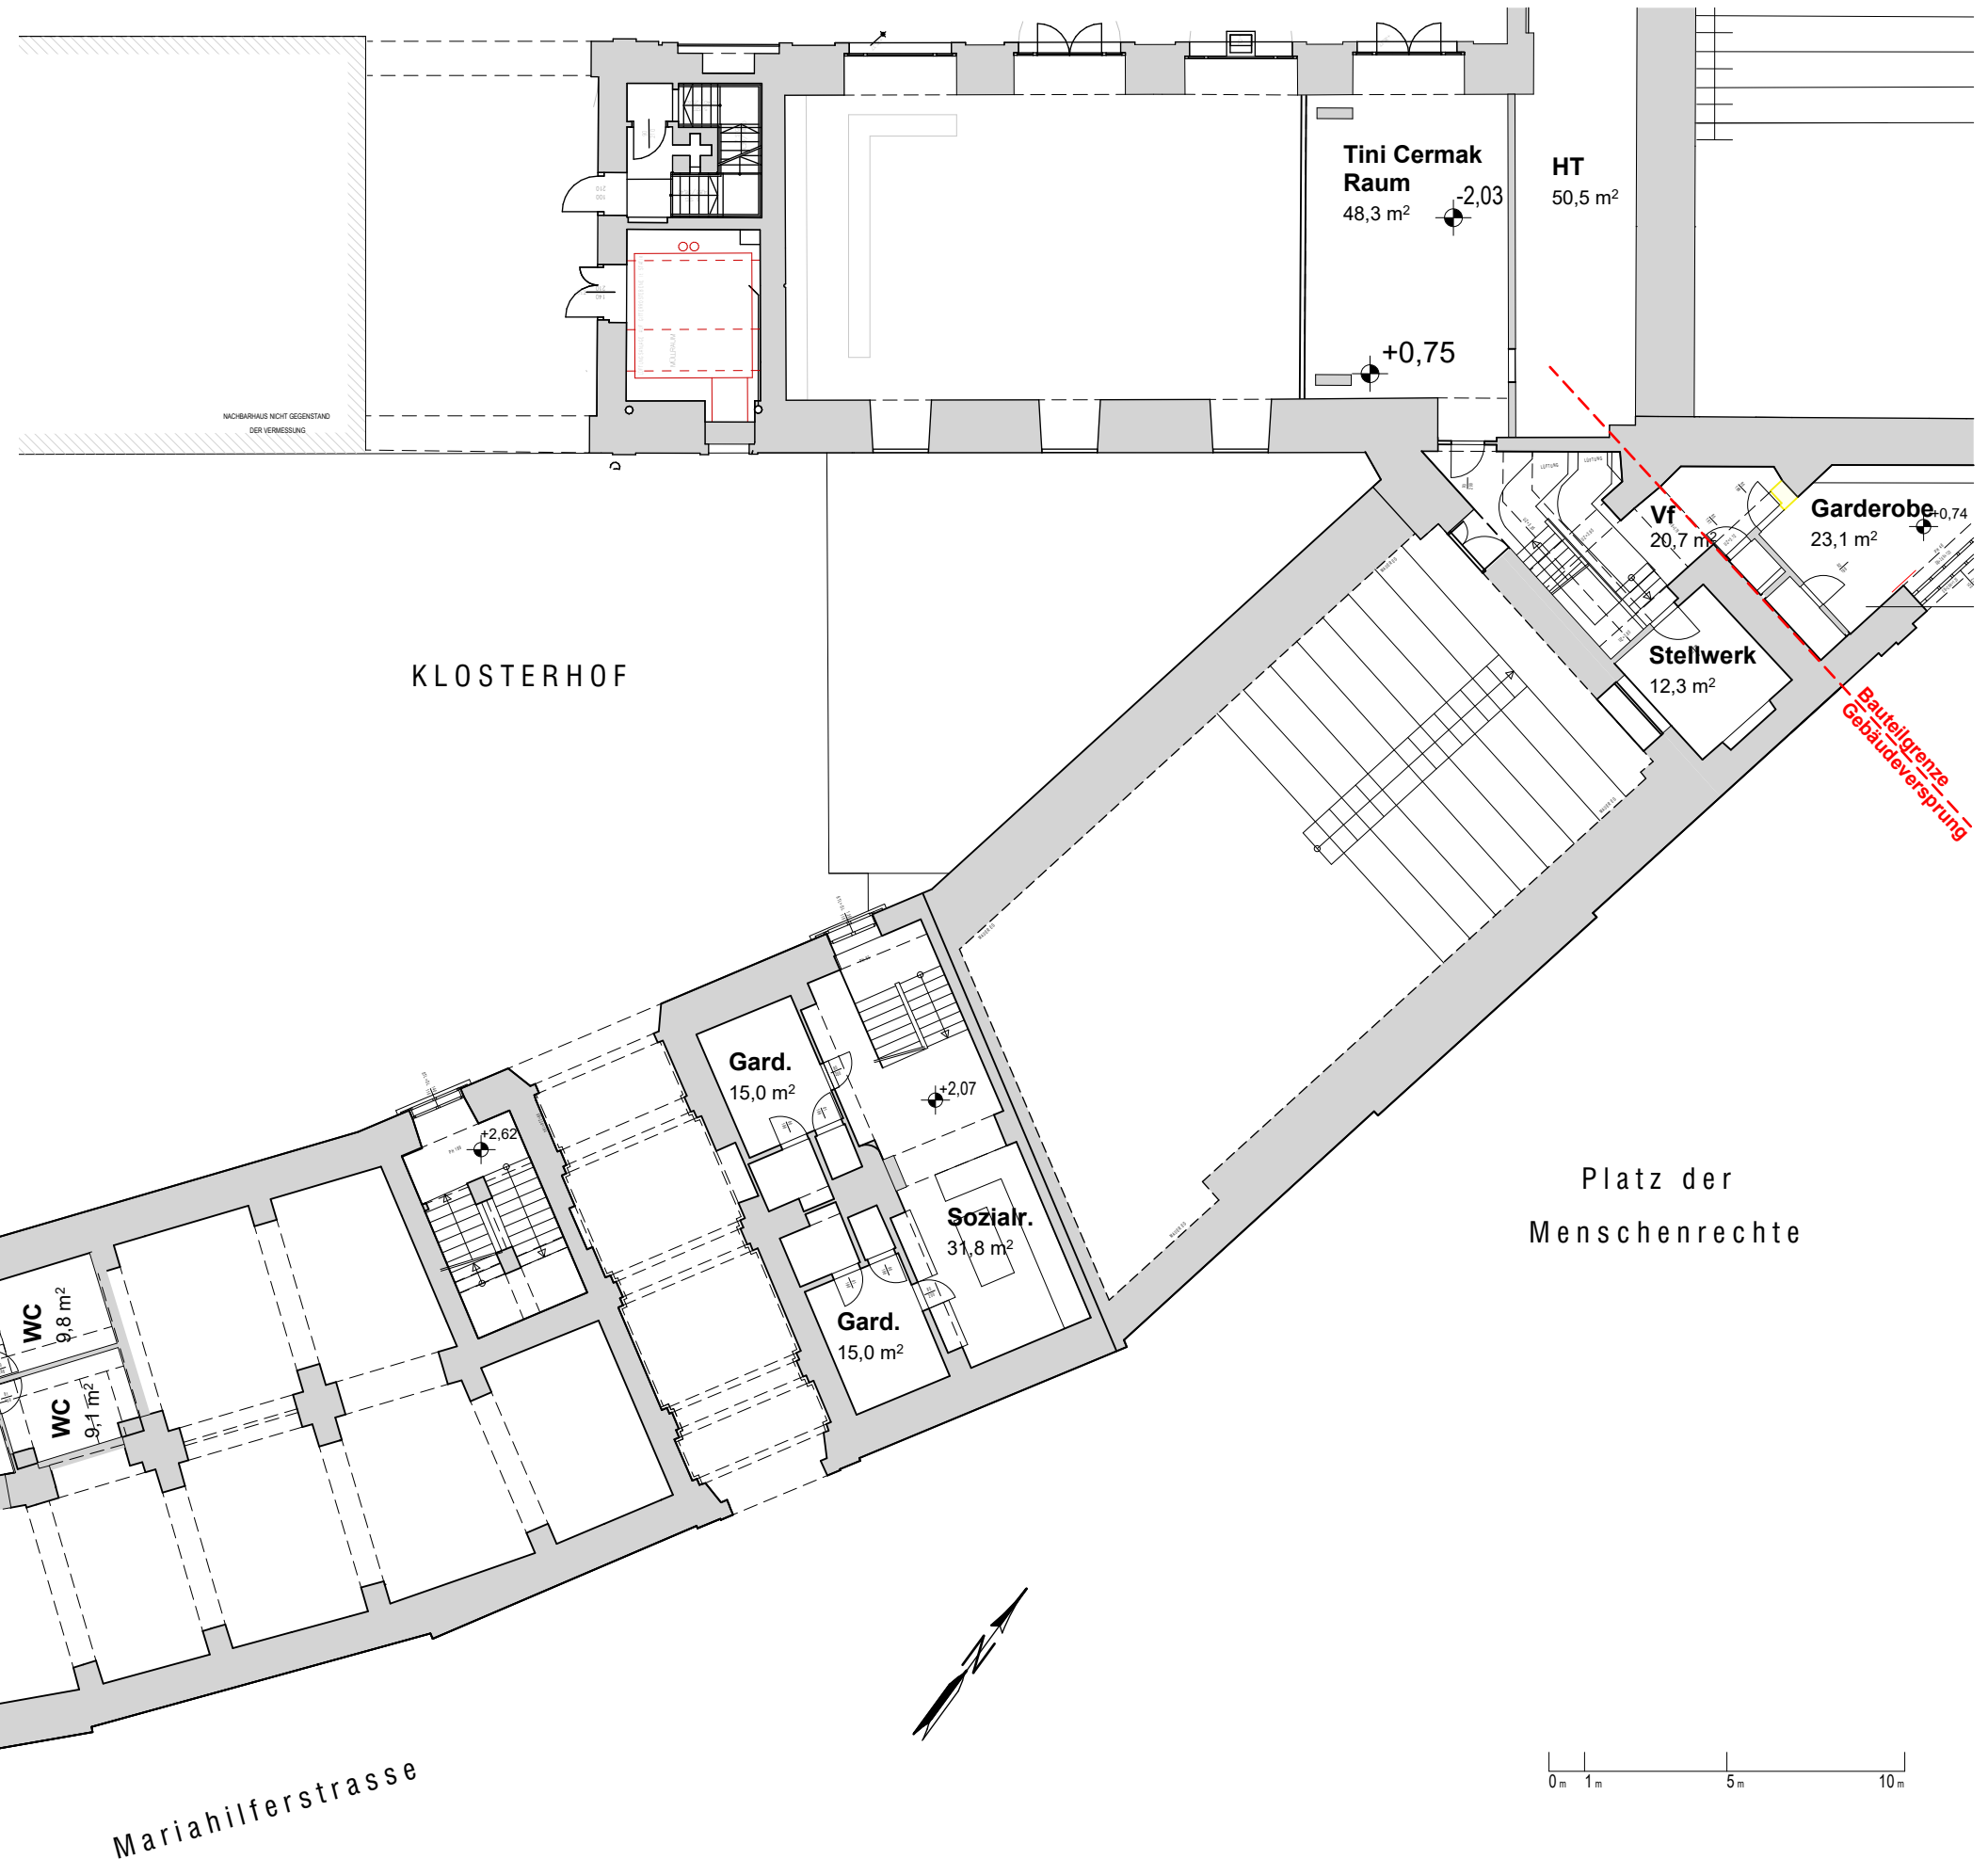 Tini Cermak
Raum
48,3 m²
-2,03
HT
50,5 m²
+0,75
NACHBARHAUS NICHT GEGENSTAND
DER VERMESSUNG
LÜFTUNG
LÜFTUNG
Vf
20,7 m²
Garderobe
+0,74
23,1 m²
Stellwerk
12,3 m²
Bauteilgrenze
Gebäudeversprung
KLOSTERHOF
Gard.
15,0 m²
+2,07
+2,62
Sozialr.
31,8 m²
Gard.
15,0 m²
WC
9,8 m²
WC
9,1 m²
Platz der
Menschenrechte
N
Mariahilferstrasse
0 m 1 m 5 m 10 m